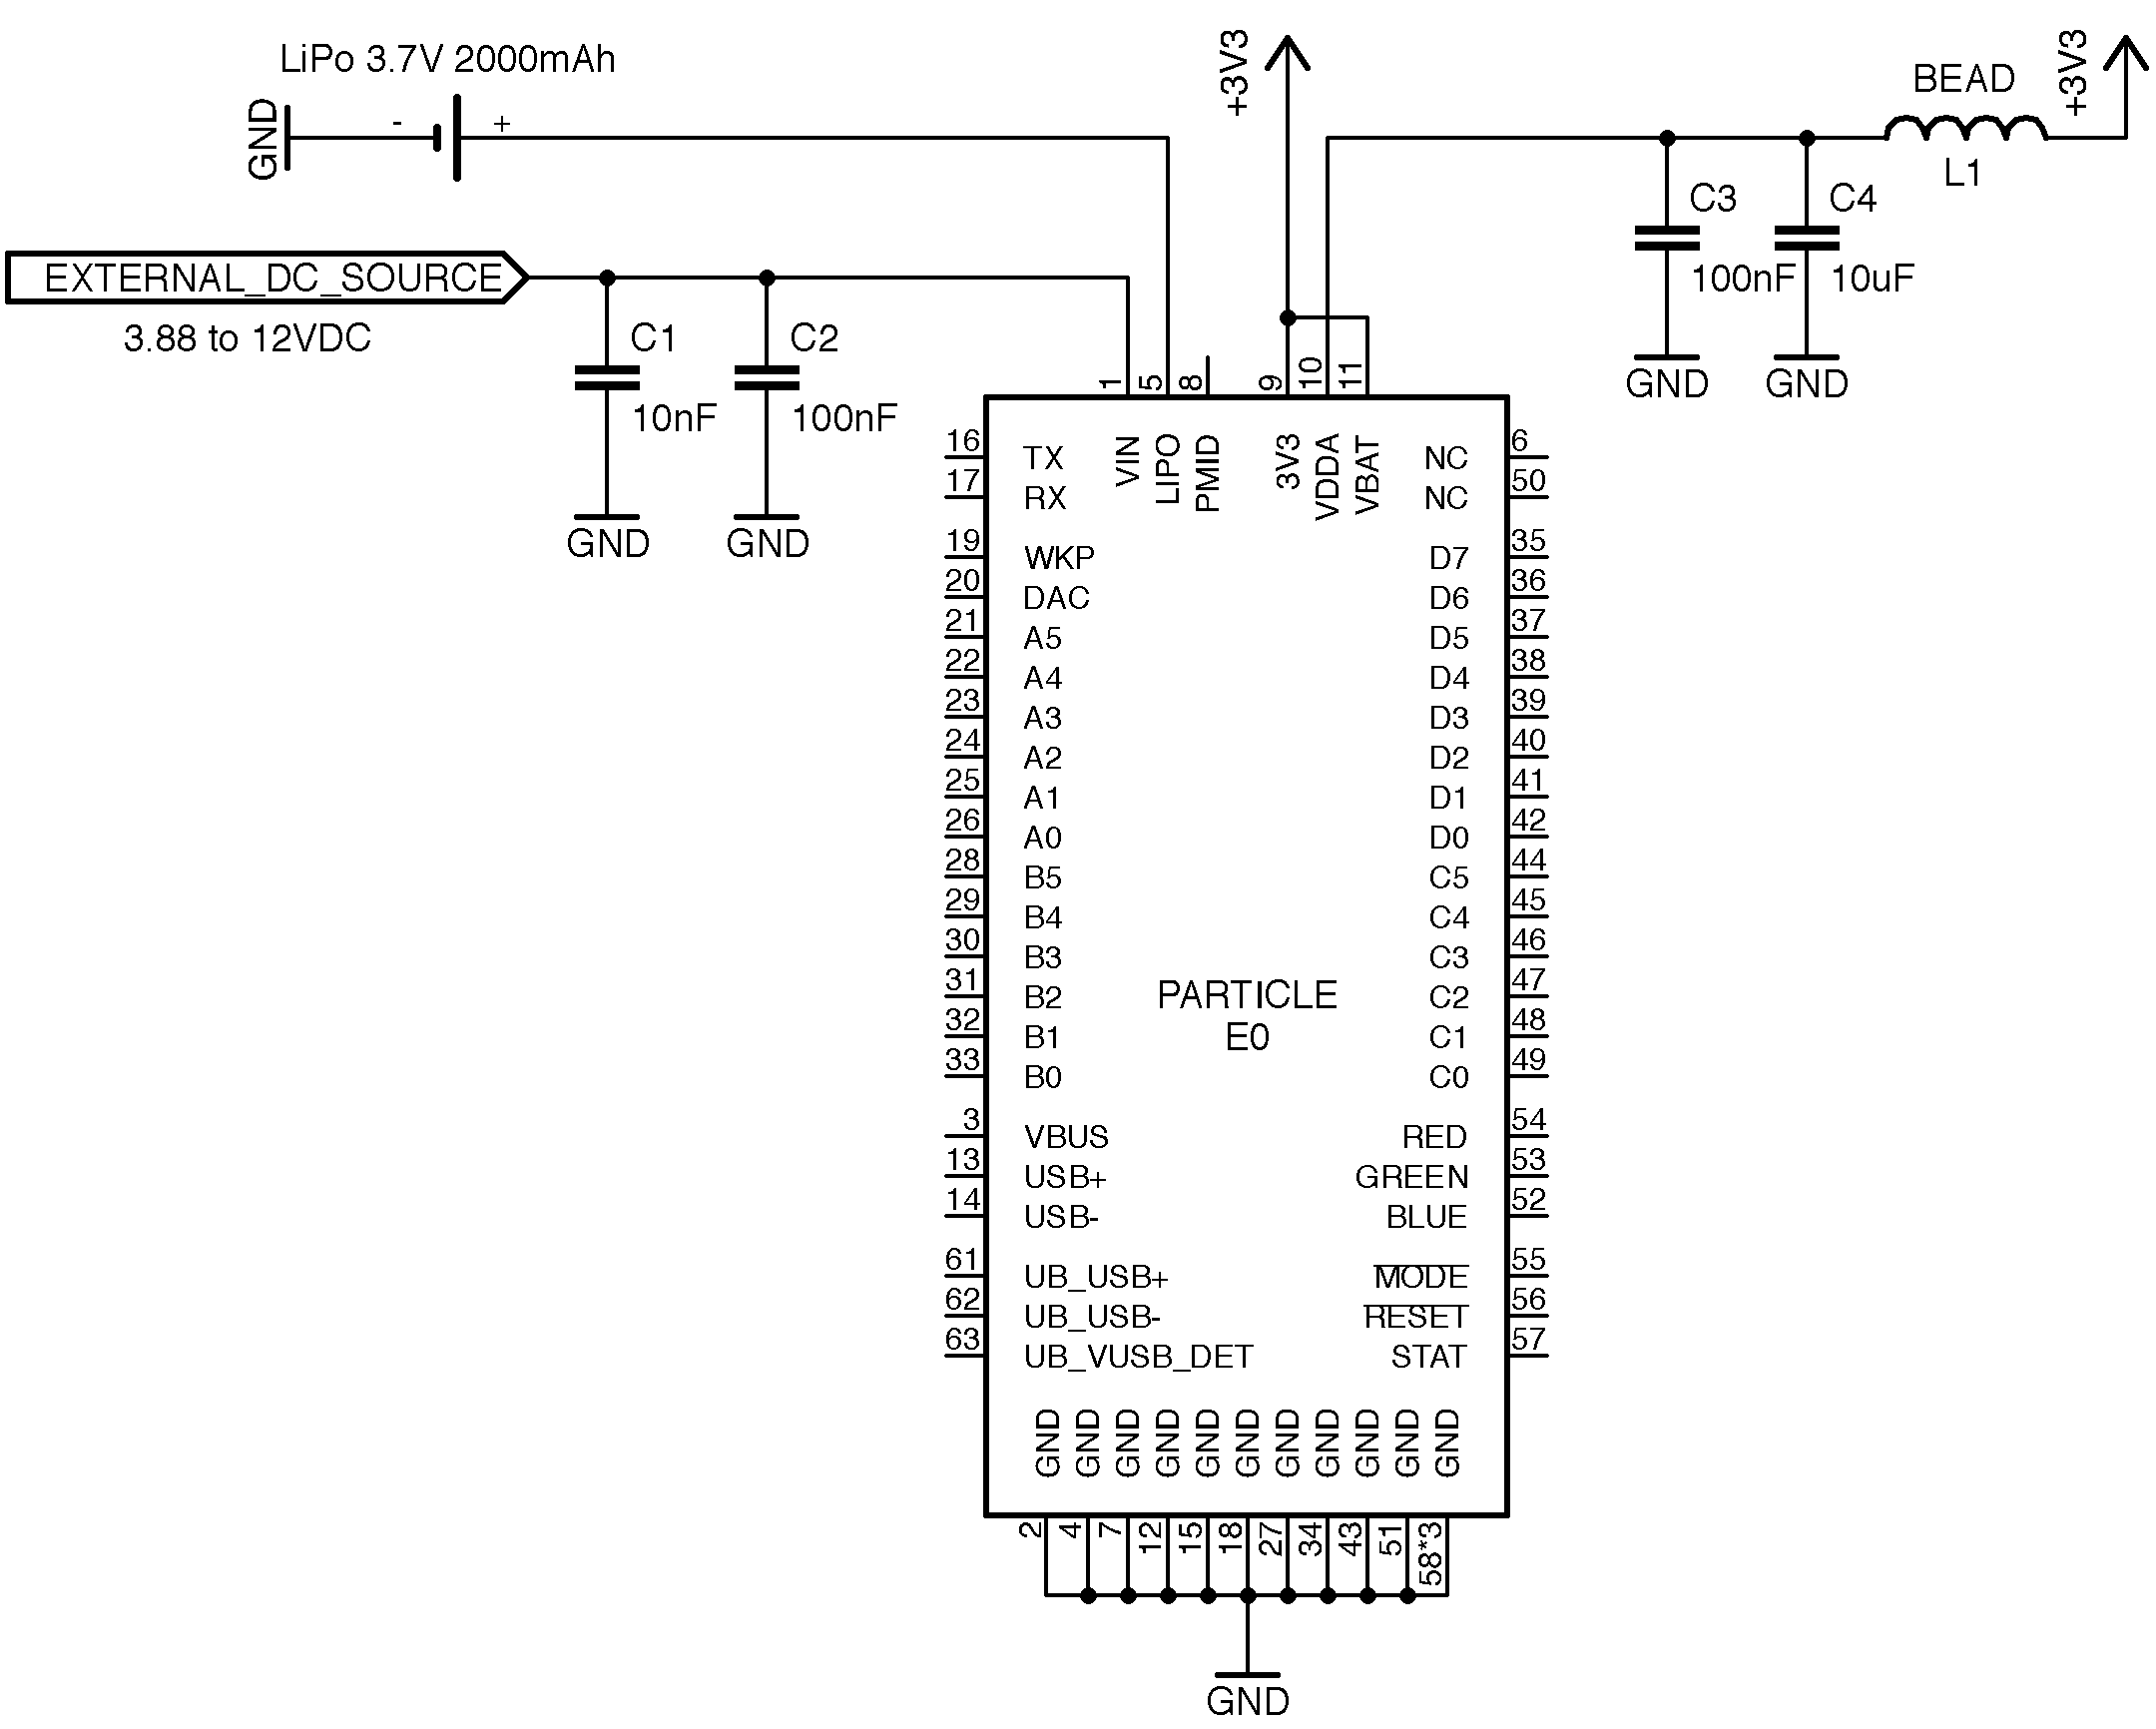 LiPo 3.7V 2000mAh
GND
-
+
+3V3
BEAD
+3V3
L1
C3
100nF
GND
C4
10uF
GND
EXTERNAL_DC_SOURCE
3.88 to 12VDC
C1
10nF
GND
C2
100nF
GND
1 5 8 9 10 11
VIN LIPO PMID 3V3 VDDA VBAT
16 TX NC 6
17 RX NC 50
19 WKP D7 35
20 DAC D6 36
21 A5 D5 37
22 A4 D4 38
23 A3 D3 39
24 A2 D2 40
25 A1 D1 41
26 A0 D0 42
28 B5 C5 44
29 B4 C4 45
30 B3 C3 46
31 B2 C2 47
32 B1 C1 48
33 B0 C0 49
PARTICLE
E0
3 VBUS RED 54
13 USB+ GREEN 53
14 USB- BLUE 52
61 UB_USB+ MODE 55
62 UB_USB- RESET 56
63 UB_VUSB_DET STAT 57
GND GND GND GND GND GND GND GND GND GND GND
2 4 7 12 15 18 27 34 43 51 58*3
GND